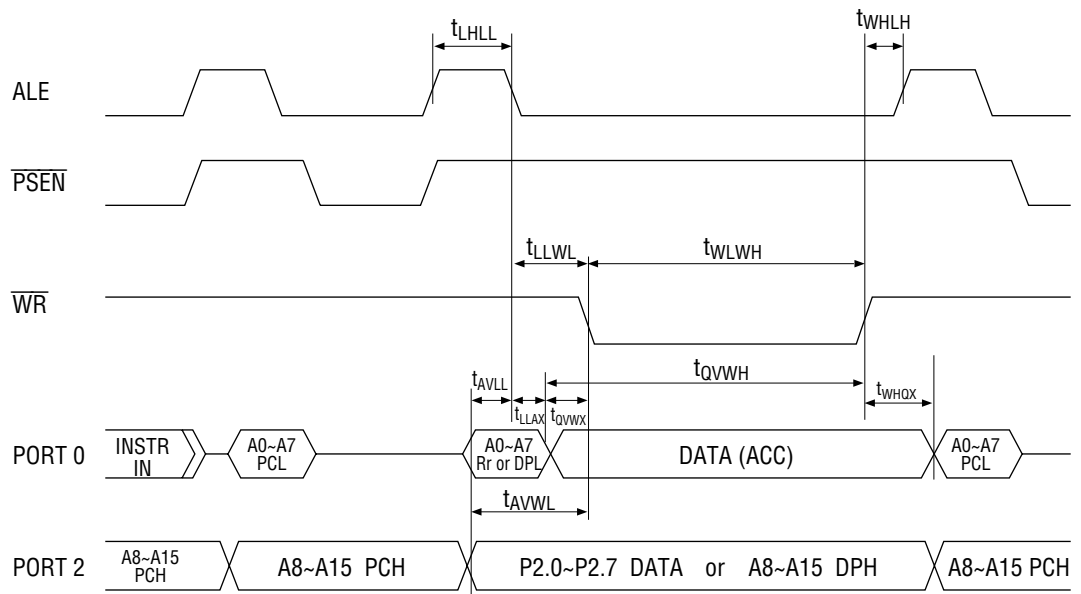 tLHLL
tWHLH
ALE
PSEN
tLLWL
tWLWH
WR
tQVWH
tAVLL
tLLAX
tQVWX
tWHQX
PORT 0
INSTR
IN
A0~A7
PCL
A0~A7
Rr or DPL
DATA (ACC)
A0~A7
PCL
tAVWL
PORT 2
A8~A15
PCH
A8~A15 PCH
P2.0~P2.7 DATA or A8~A15 DPH
A8~A15 PCH